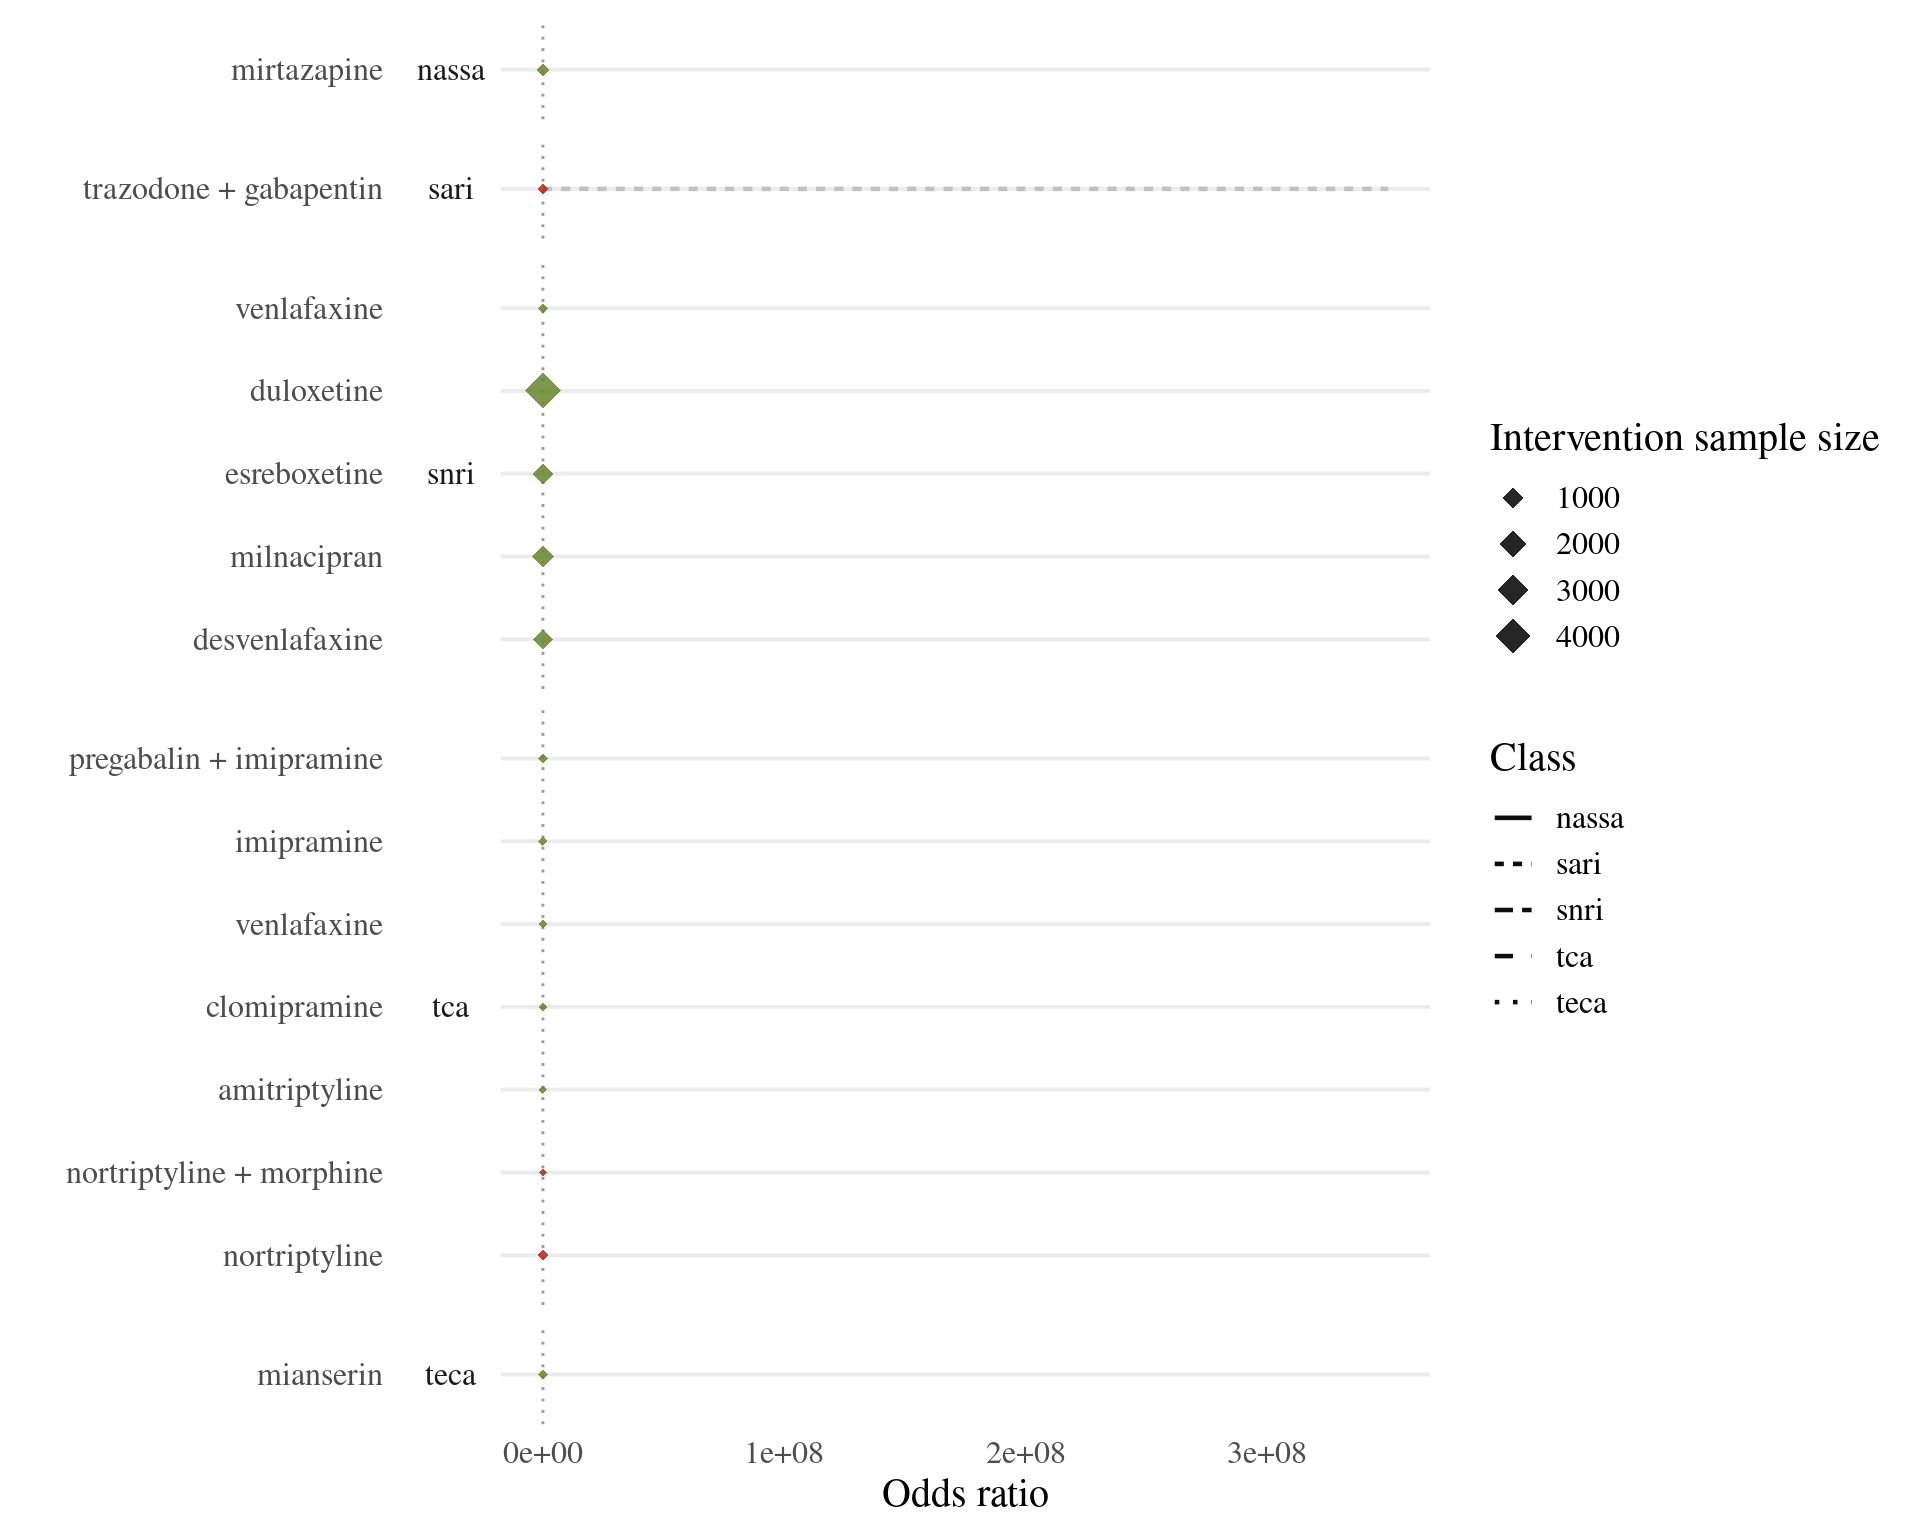 mirtazapine nassa
trazodone + gabapentin sari
venlafaxine
duloxetine
esreboxetine snri
milnacipran
desvenlafaxine
pregabalin + imipramine
imipramine
venlafaxine
clomipramine tca
amitriptyline
nortriptyline + morphine
nortriptyline
mianserin teca
0e+00 1e+08 2e+08 3e+08
Odds ratio
Intervention sample size
1000
2000
3000
4000
Class
nassa
sari
snri
tca
teca